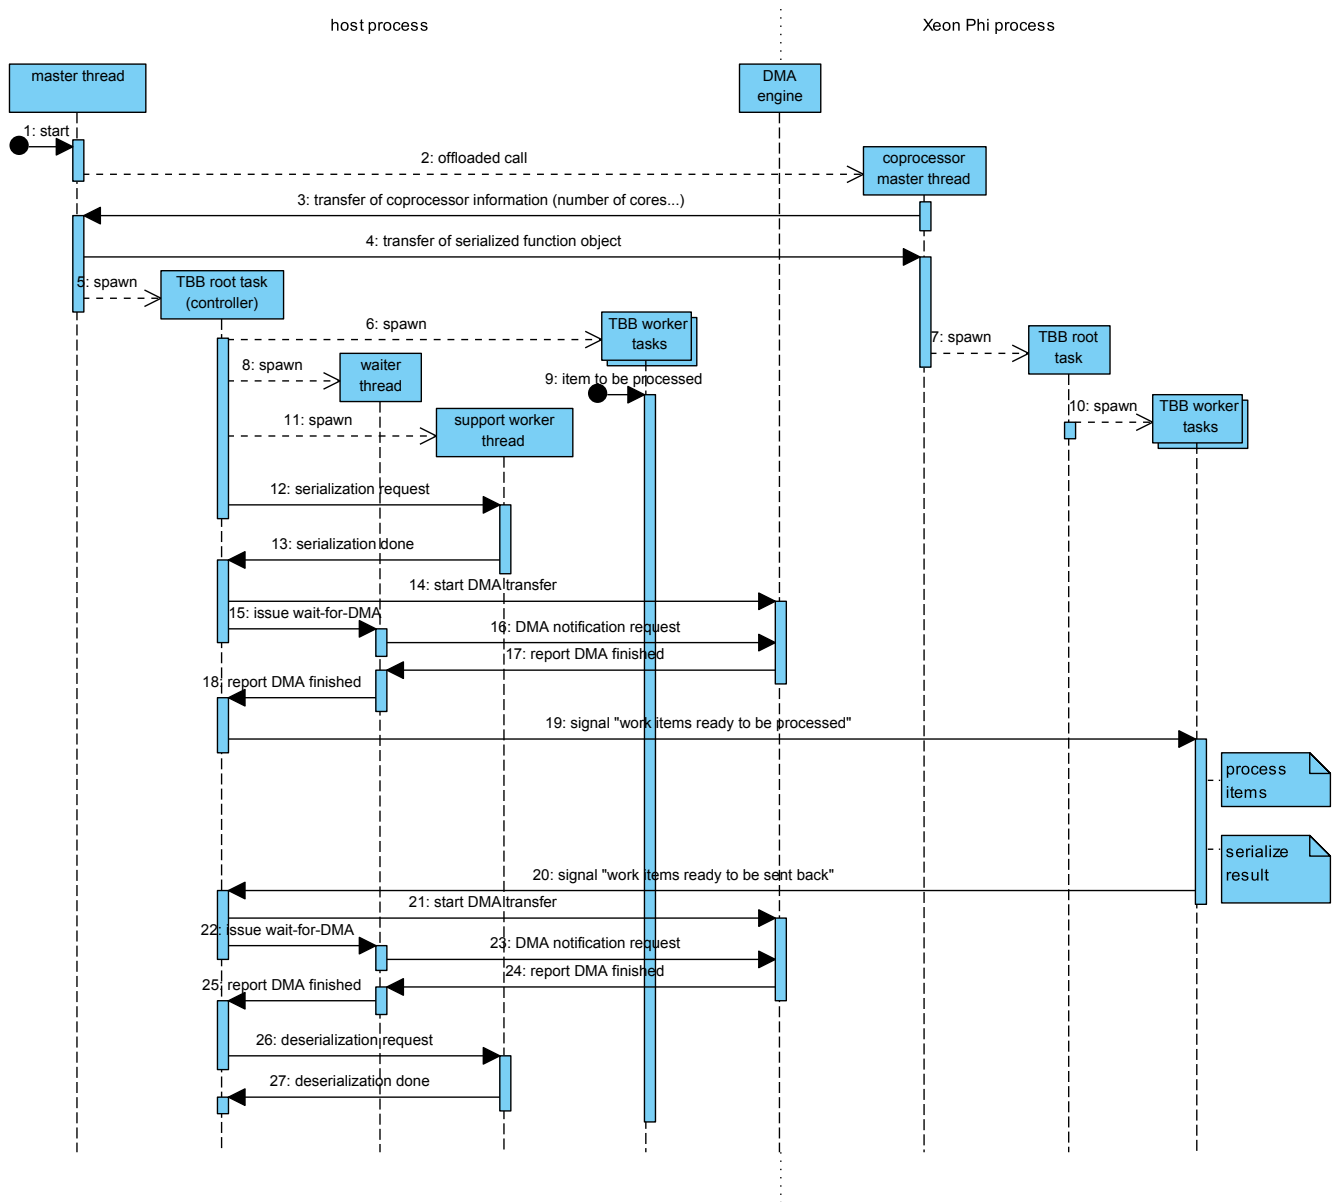 host process
Xeon Phi process
master thread
DMA
engine
1: start
2: offloaded call
coprocessor
master thread
3: transfer of coprocessor information (number of cores...)
4: transfer of serialized function object
5: spawn
TBB root task
(controller)
6: spawn
TBB worker
tasks
7: spawn
TBB root
task
8: spawn
waiter
thread
9: item to be processed
10: spawn
TBB worker
tasks
11: spawn
support worker
thread
12: serialization request
13: serialization done
14: start DMA transfer
15: issue wait-for-DMA
16: DMA notification request
17: report DMA finished
18: report DMA finished
19: signal "work items ready to be processed"
process
items
serialize
result
20: signal "work items ready to be sent back"
21: start DMA transfer
22: issue wait-for-DMA
23: DMA notification request
24: report DMA finished
25: report DMA finished
26: deserialization request
27: deserialization done